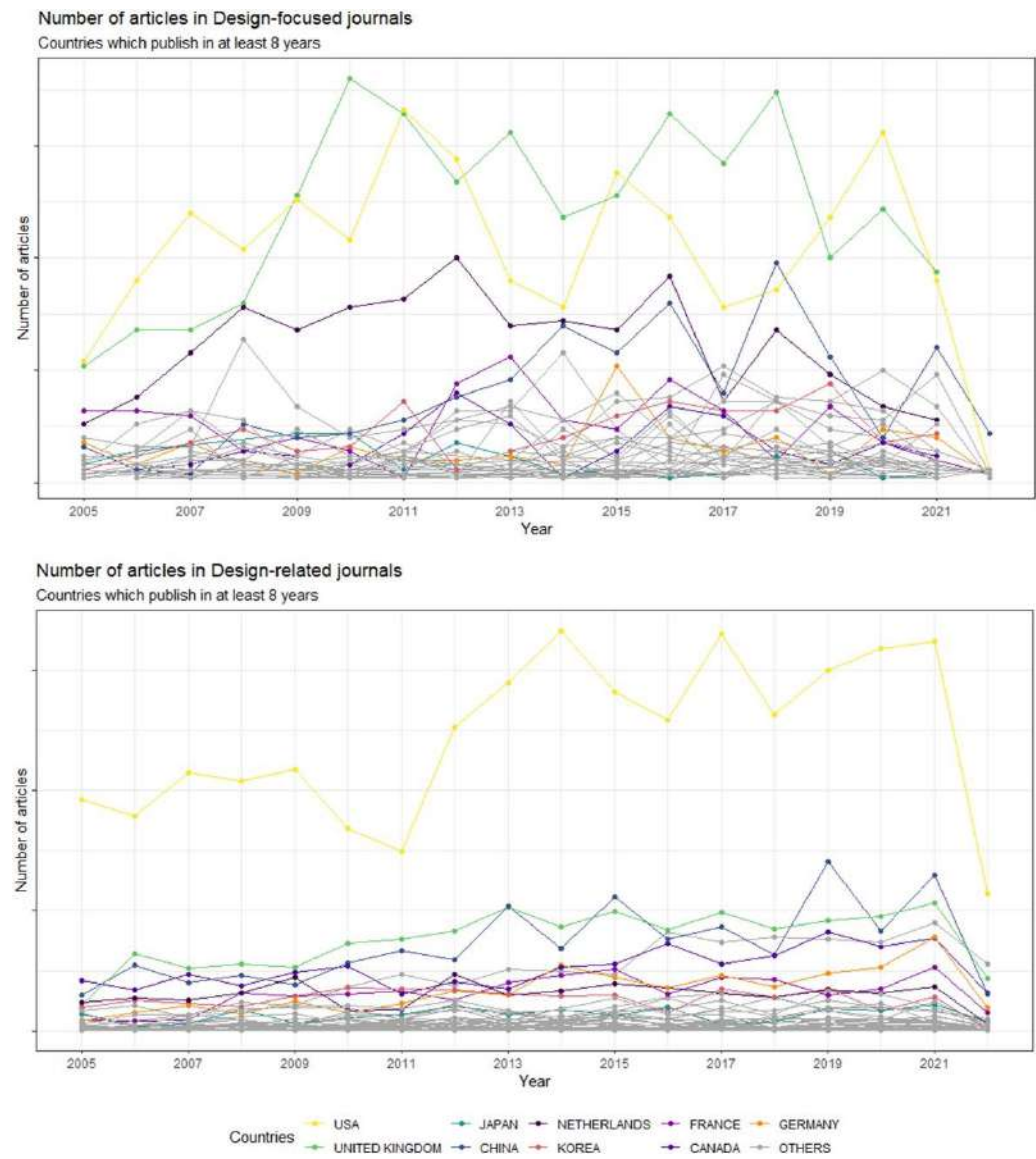 Number of articles in Design-focused journals
Countries which publish in at least 8 years
Number of articles
2005 2007 2009 2011 2013 2015 2017 2019 2021
Year
Number of articles in Design-related journals
Countries which publish in at least 8 years
Number of articles
2005 2007 2009 2011 2013 2015 2017 2019 2021
Year
Countries
USA JAPAN NETHERLANDS FRANCE GERMANY
UNITED KINGDOM CHINA KOREA CANADA OTHERS